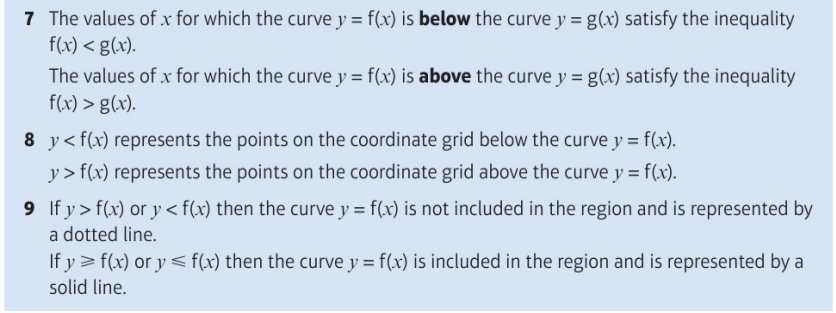 7 The values of x for which the curve y = f(x) is below the curve y = g(x) satisfy the inequality
f(x) < g(x).
The values of x for which the curve y = f(x) is above the curve y = g(x) satisfy the inequality
f(x) > g(x).
8 y < f(x) represents the points on the coordinate grid below the curve y = f(x).
y > f(x) represents the points on the coordinate grid above the curve y = f(x).
9 If y > f(x) or y < f(x) then the curve y = f(x) is not included in the region and is represented by
a dotted line.
If y ⩾ f(x) or y ⩽ f(x) then the curve y = f(x) is included in the region and is represented by a
solid line.